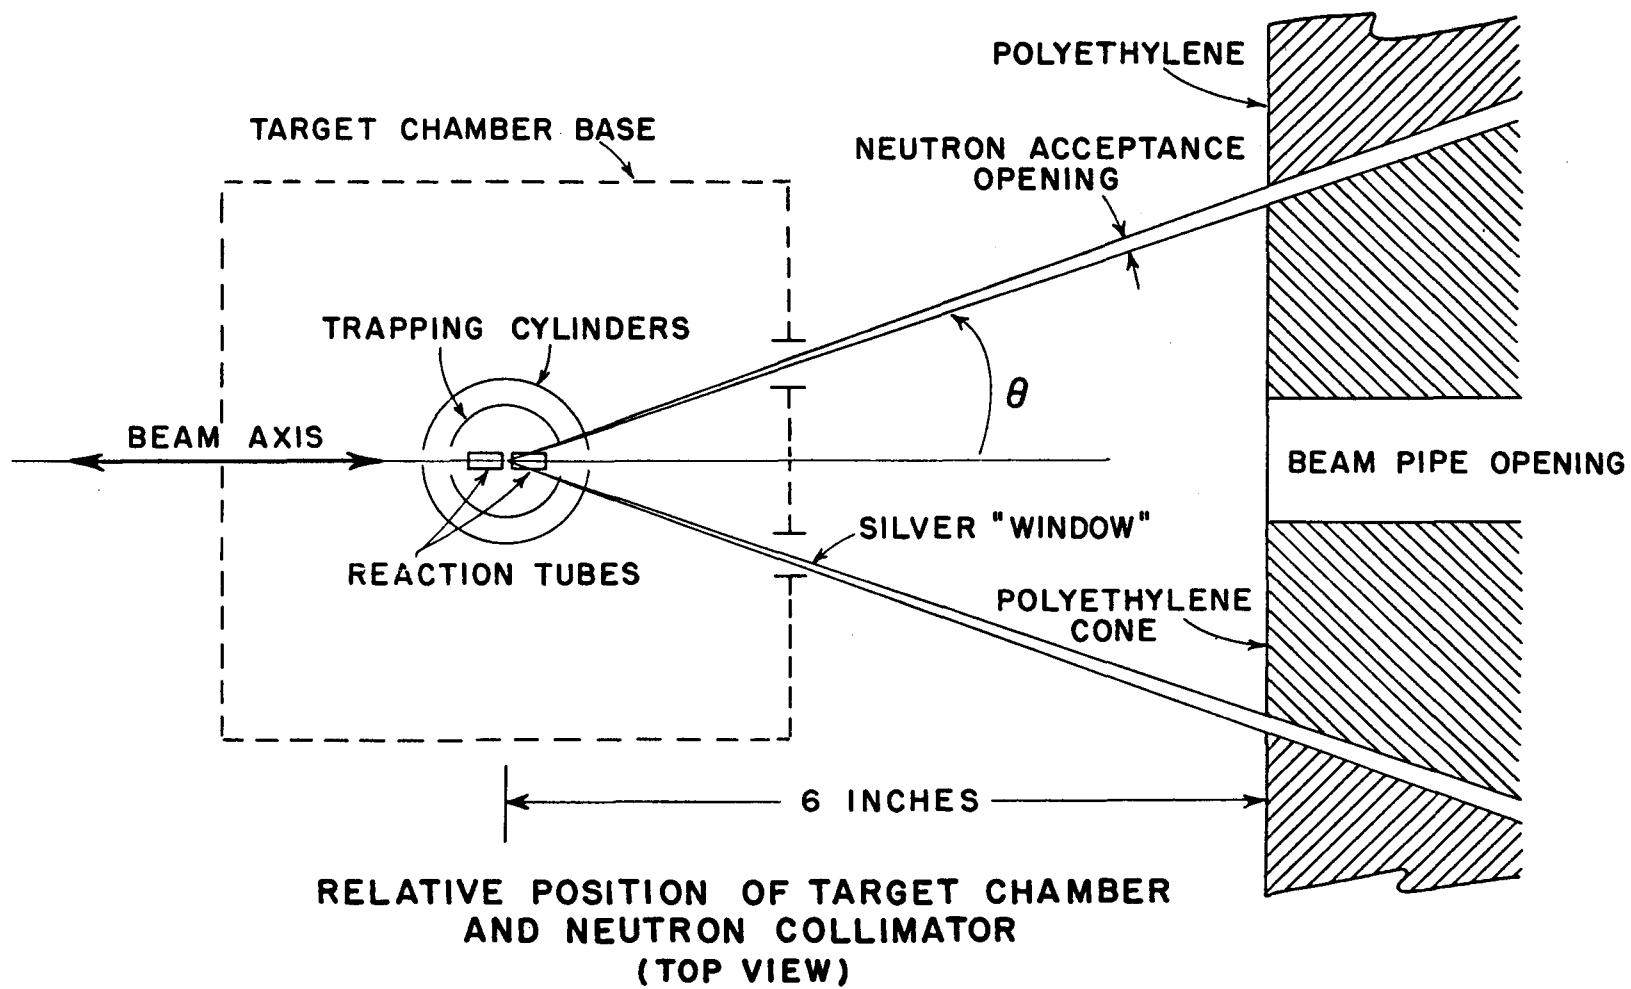 POLYETHYLENE
TARGET CHAMBER BASE
NEUTRON ACCEPTANCE
OPENING
TRAPPING CYLINDERS
θ
BEAM AXIS
BEAM PIPE OPENING
SILVER "WINDOW"
REACTION TUBES
POLYETHYLENE
CONE
6 INCHES
RELATIVE POSITION OF TARGET CHAMBER
AND NEUTRON COLLIMATOR
(TOP VIEW)